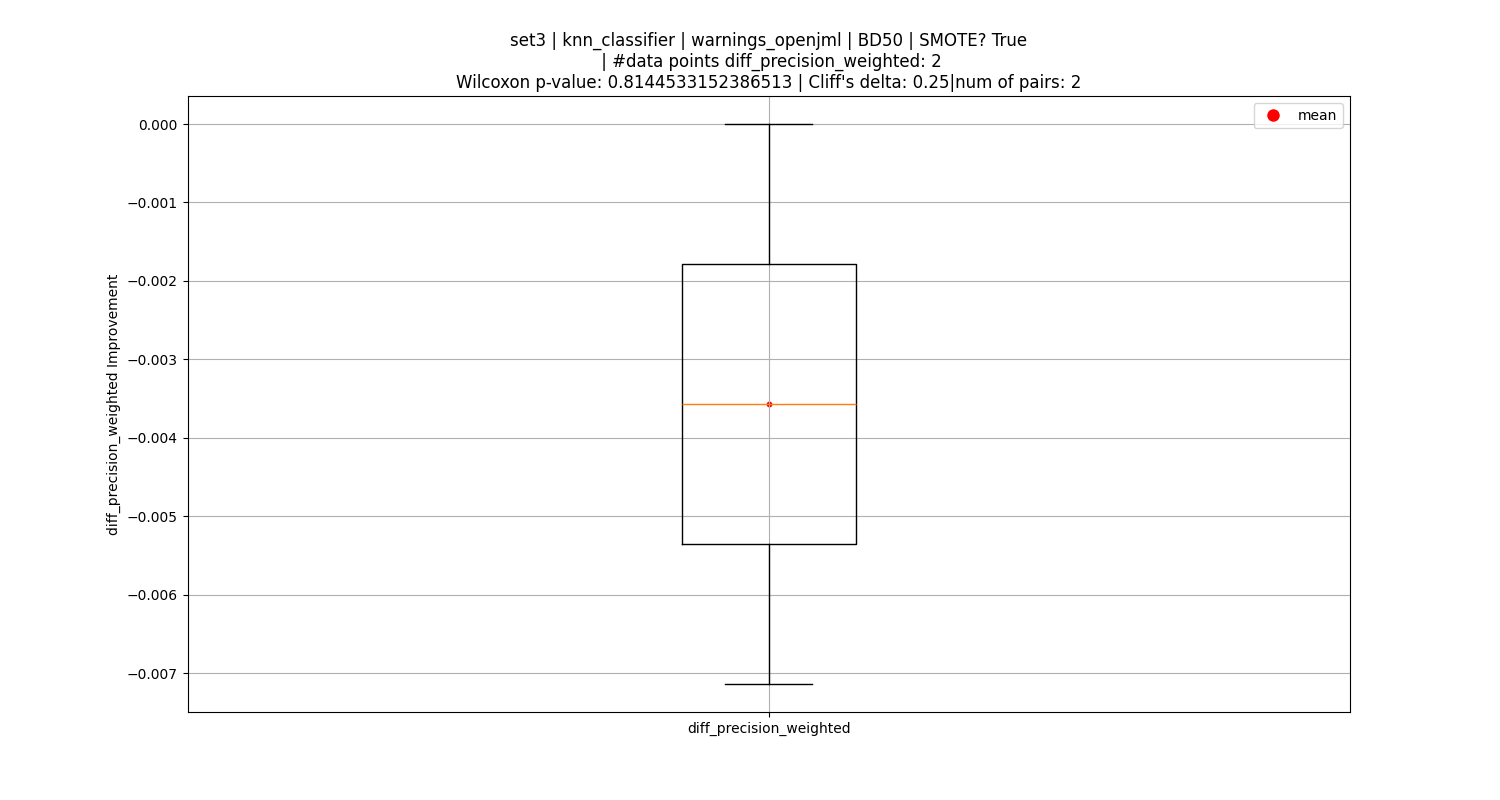 set3 | knn_classifier | warnings_openjml | BD50 | SMOTE? True
| #data points diff_precision_weighted: 2
Wilcoxon p-value: 0.8144533152386513 | Cliff's delta: 0.25|num of pairs: 2
mean
0.000
−0.001
−0.002
−0.003
−0.004
−0.005
−0.006
−0.007
diff_precision_weighted Improvement
diff_precision_weighted